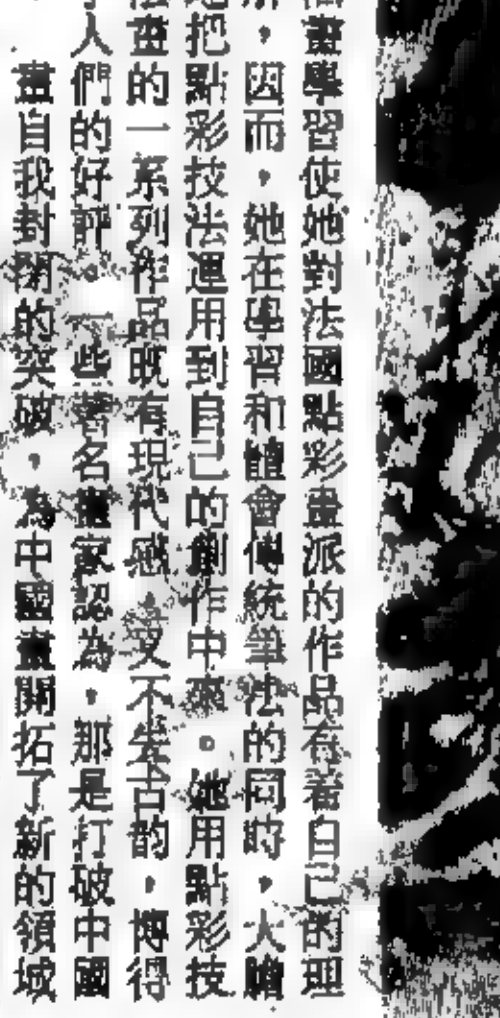 畫學習使她對法國點彩畫派的作品有著自己的理
，因而，她在學習和體會傳統筆法的同時，大膽
把點彩技法運用到自己的創作中來。她用點彩技
畫的一系列作品既有現代感，又不失古韵，博得
人們的好評，一些著名畫家認為，那是打破中國
畫自我封閉的突破，為中國畫開拓了新的領域